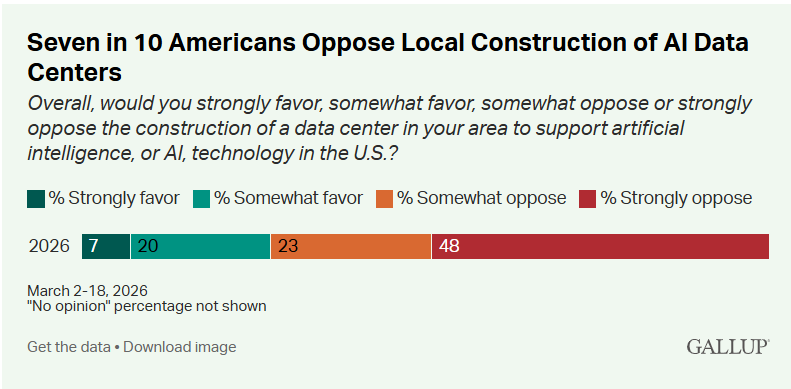 Seven in 10 Americans Oppose Local Construction of AI Data
Centers
Overall, would you strongly favor, somewhat favor, somewhat oppose or strongly
oppose the construction of a data center in your area to support artificial
intelligence, or AI, technology in the U.S.?
% Strongly favor % Somewhat favor % Somewhat oppose % Strongly oppose
2026 7 20 23 48
March 2-18, 2026
"No opinion" percentage not shown
Get the data • Download image GALLUP